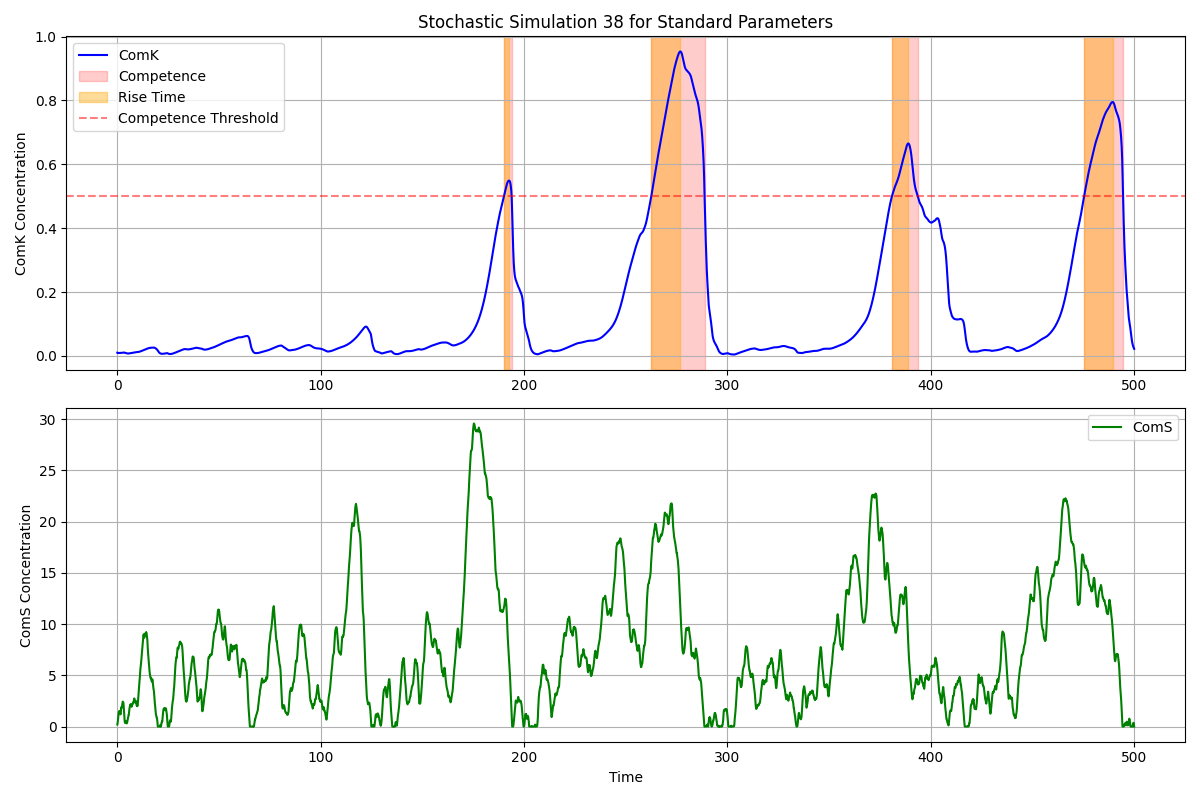 Stochastic Simulation 38 for Standard Parameters
ComK Concentration
1.0
0.8
0.6
0.4
0.2
0.0
ComK
Competence
Rise Time
Competence Threshold
0 100 200 300 400 500
ComS Concentration
30
25
20
15
10
5
0
ComS
0 100 200 300 400 500
Time